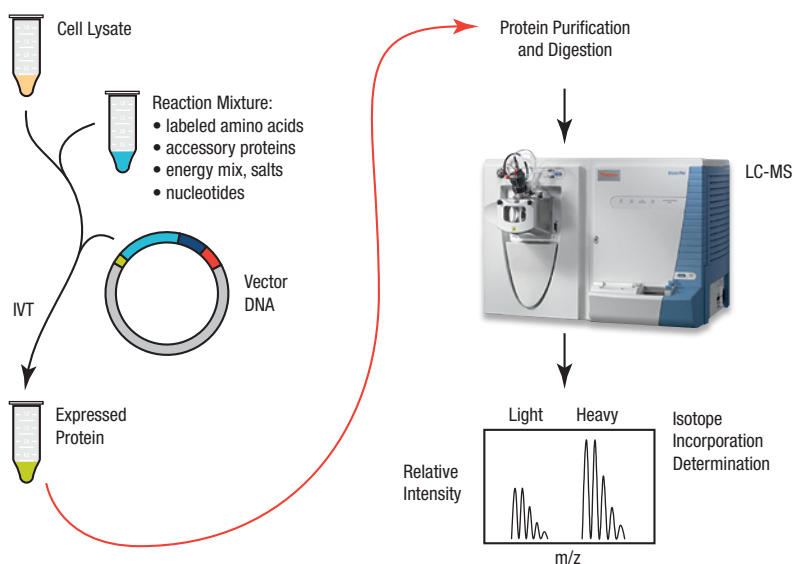 Cell Lysate
Reaction Mixture:
• labeled amino acids
• accessory proteins
• energy mix, salts
• nucleotides
Vector
DNA
IVT
Expressed
Protein
Protein Purification
and Digestion
LC-MS
Light Heavy
Relative
Intensity
m/z
Isotope
Incorporation
Determination